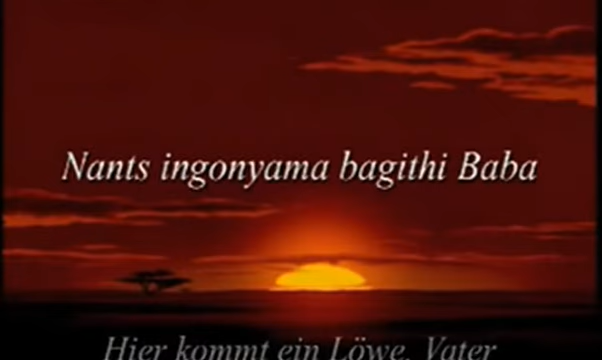 Nants ingonyama bagithi Baba
Hier kommt ein Löwe, Vater